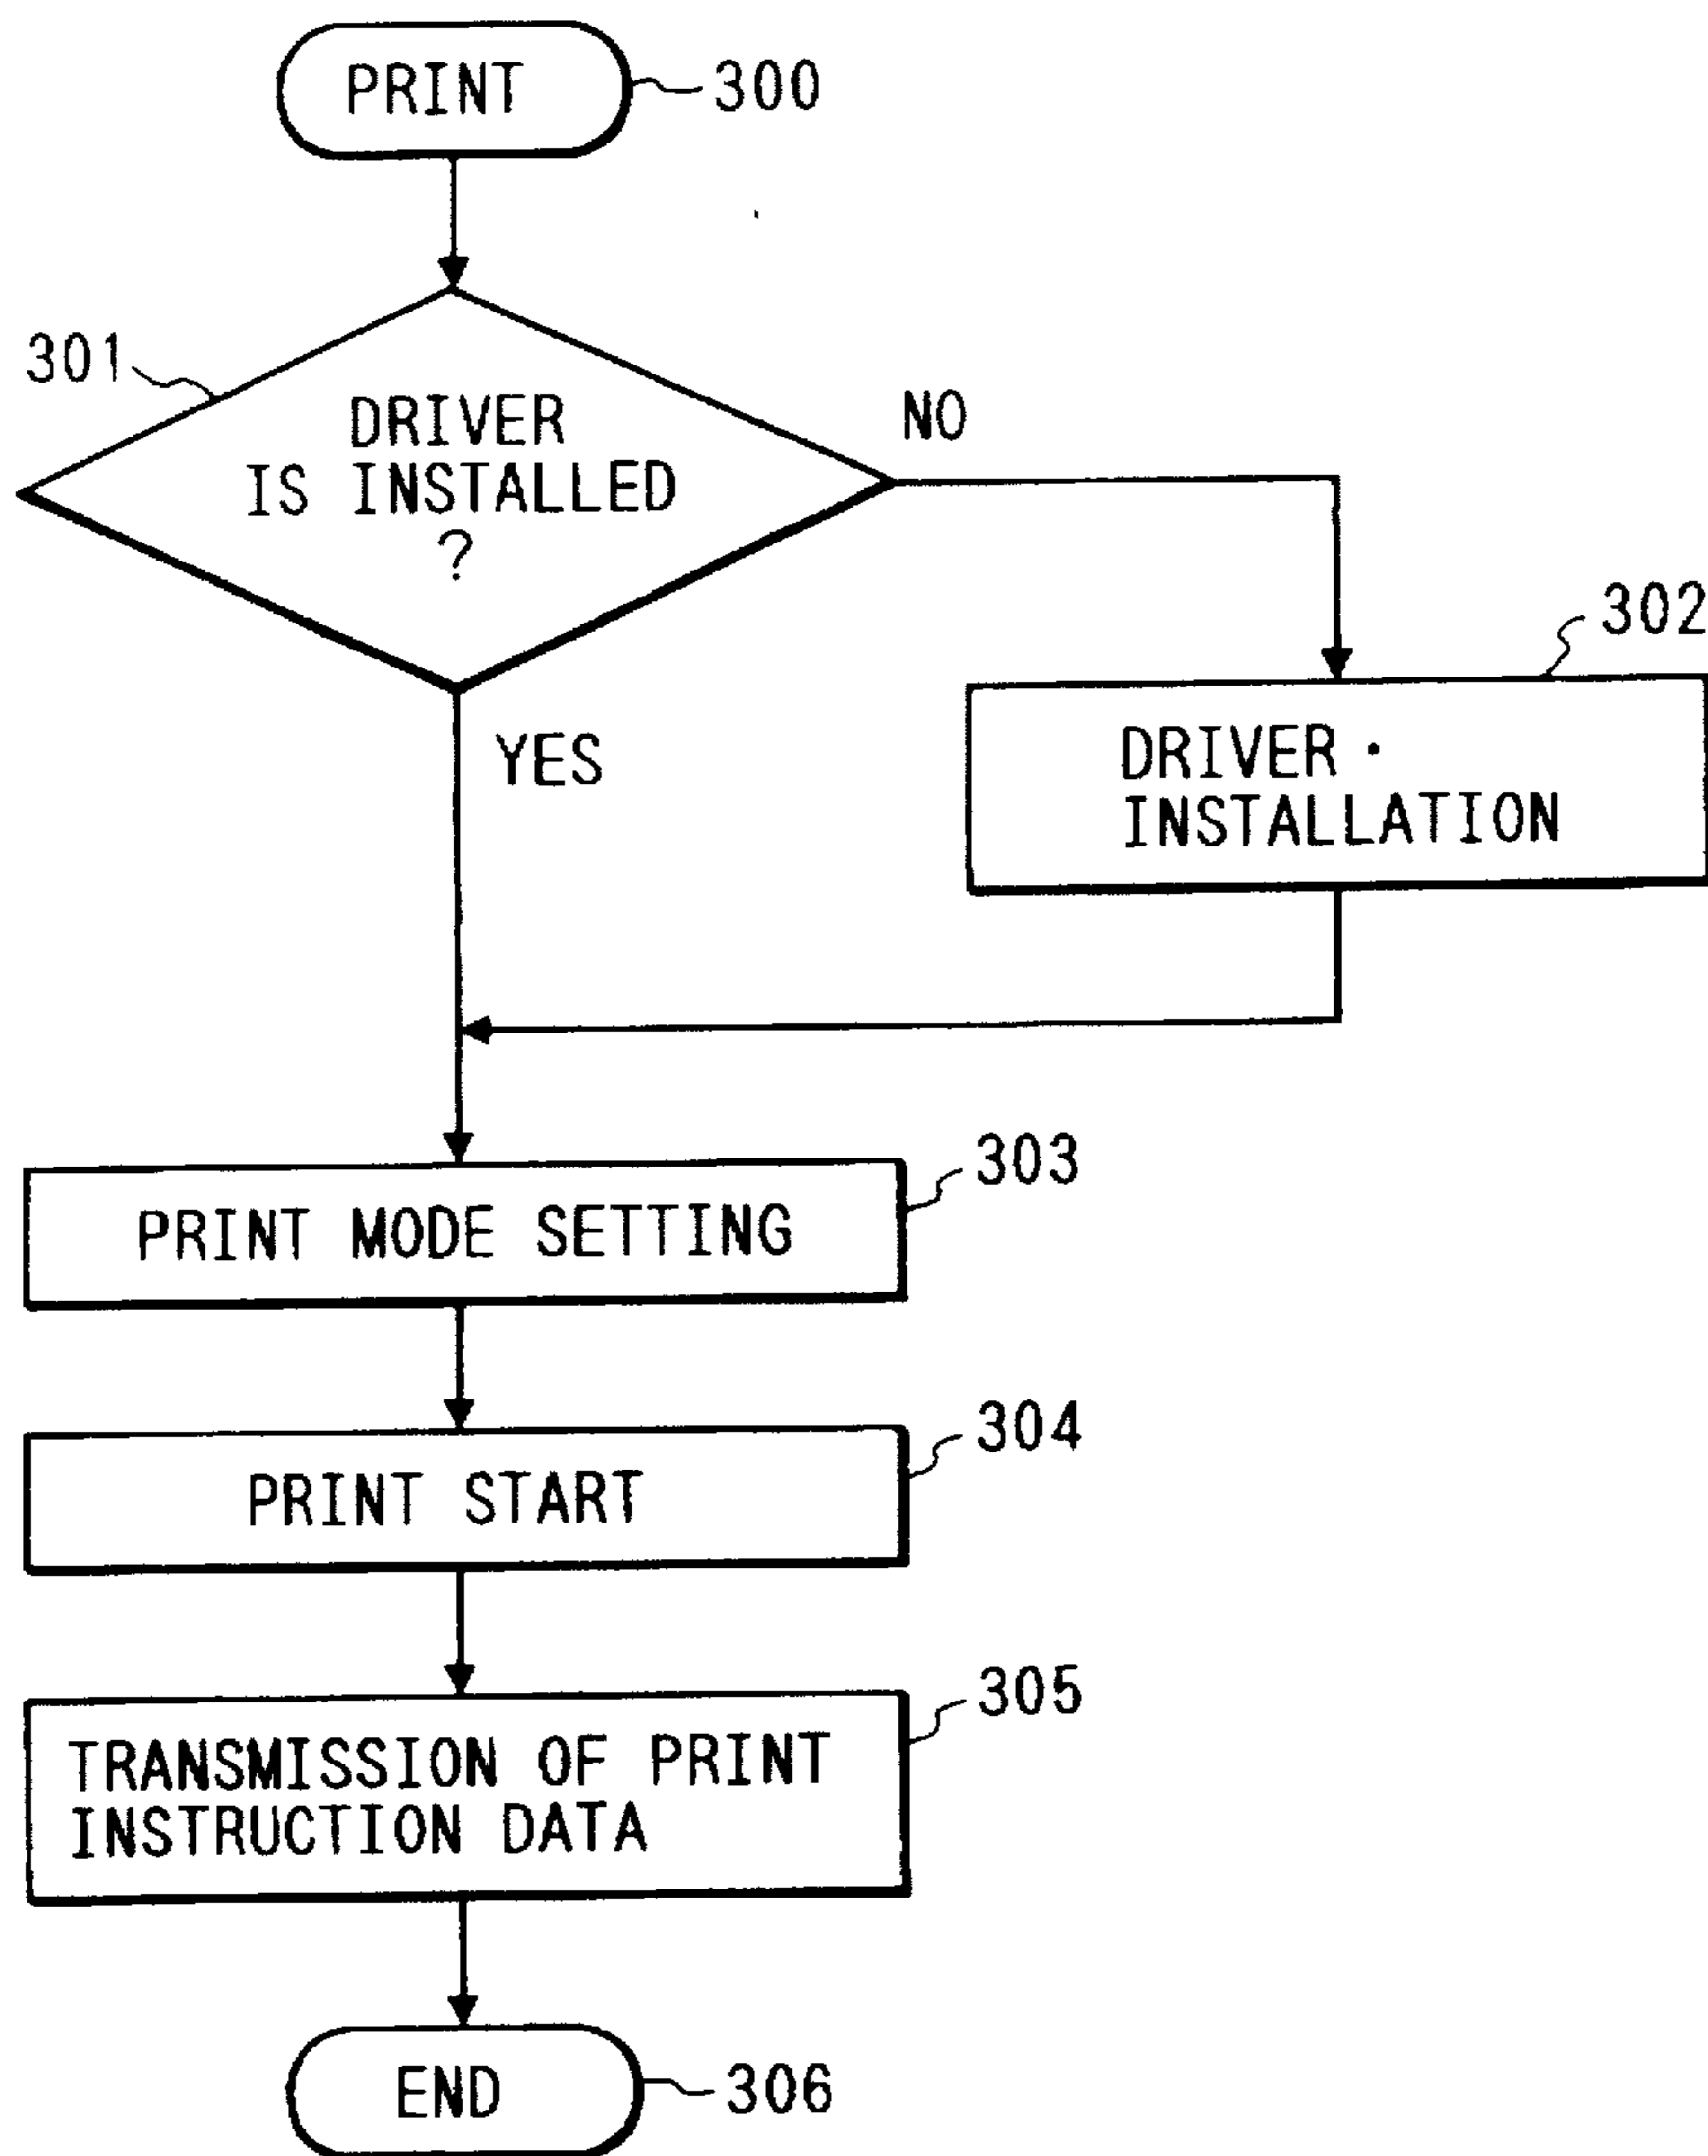 PRINT
300
301
DRIVER
IS INSTALLED
?
NO
YES
302
DRIVER・
INSTALLATION
303
PRINT MODE SETTING
304
PRINT START
305
TRANSMISSION OF PRINT
INSTRUCTION DATA
END
306